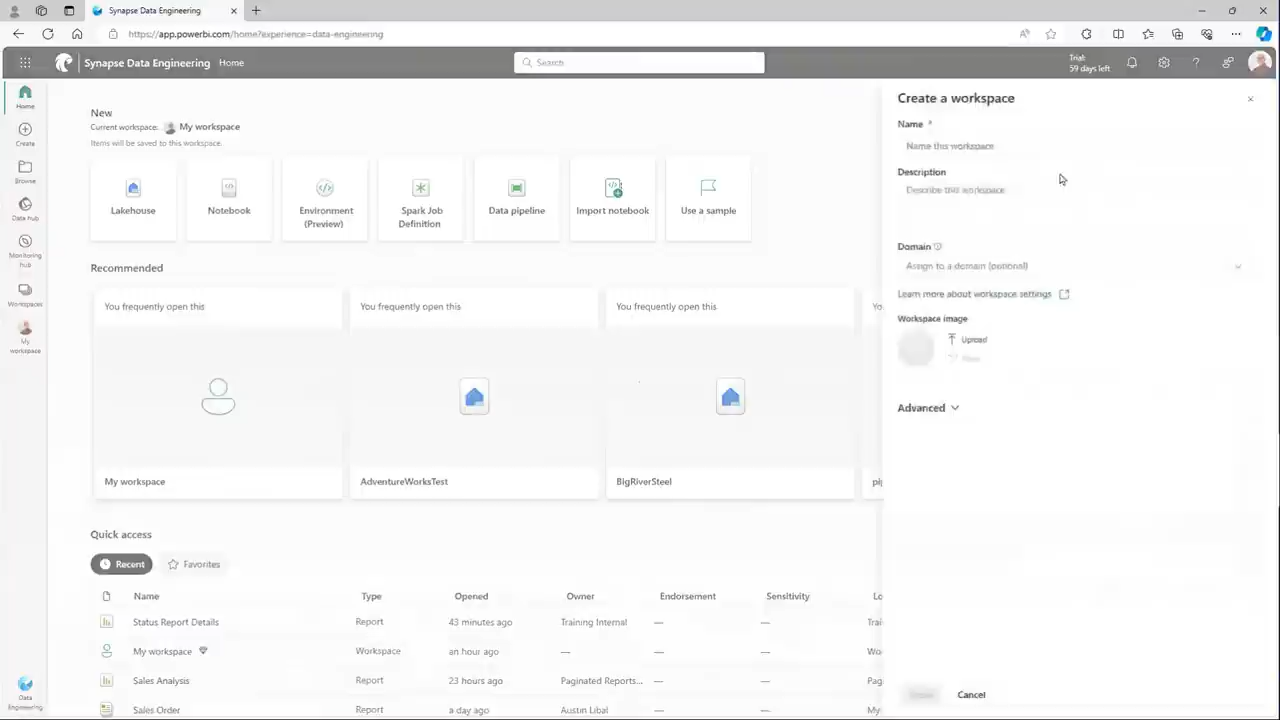 Synapse Data Engineering
https://app.powerbi.com/home?experience=data-engineering
Synapse Data Engineering Home
Search
Trial:
59 days left
Home
Create
Browse
Data hub
Monitoring
hub
Workspaces
My
workspace
Data
Engineering
New
Current workspace: My workspace
Items will be saved to this workspace.
Lakehouse
Notebook
Environment
(Preview)
Spark Job
Definition
Data pipeline
Import notebook
Use a sample
Recommended
You frequently open this
You frequently open this
You frequently open this
Yo
My workspace
AdventureWorksTest
BigRiverSteel
Quick access
Recent
Favorites
Name Type Opened Owner Endorsement Sensitivity Lo
Status Report Details Report 43 minutes ago Training Internal — — Trai
My workspace Workspace an hour ago — — — Wo
Sales Analysis Report 23 hours ago Paginated Reports... — — Pag
Sales Order Report a day ago Austin Libal — — My
Create a workspace
Name *
Name this workspace
Description
Describe this workspace
Domain
Assign to a domain (optional)
Learn more about workspace settings
Workspace image
Upload
Advanced
Cancel